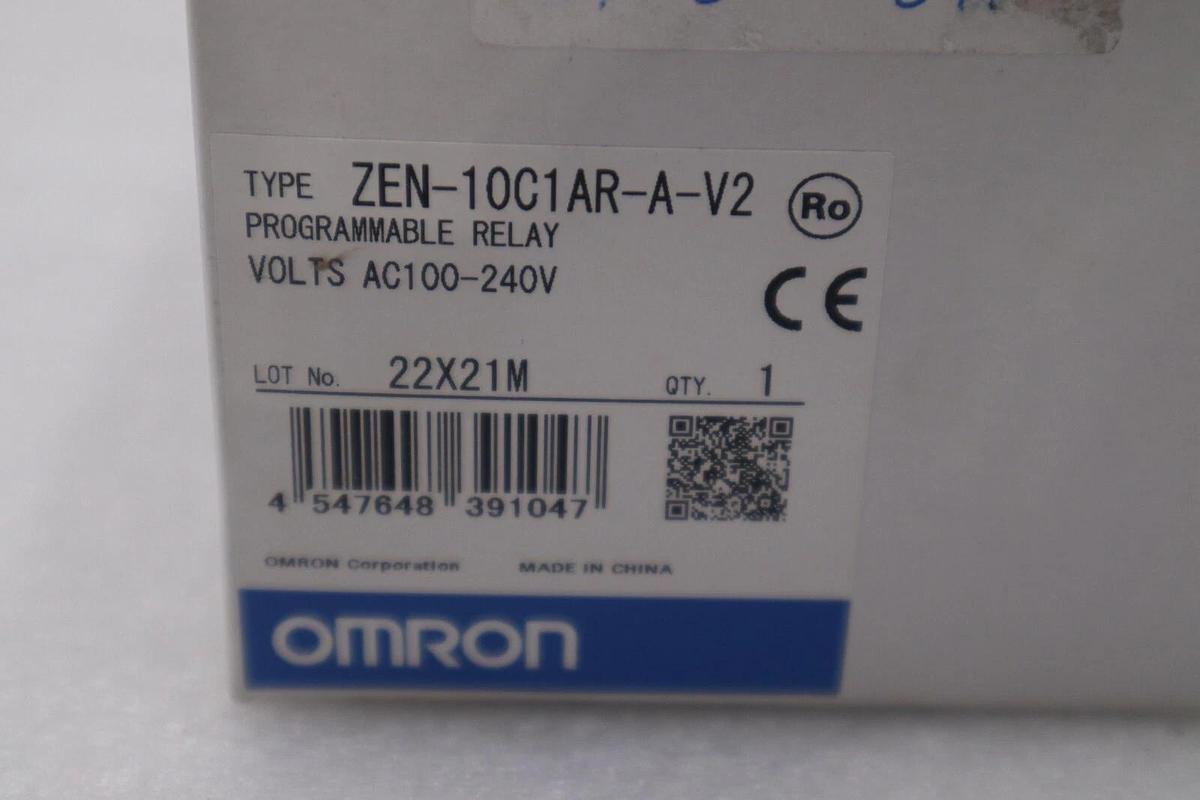 TYPE ZEN-10C1AR-A-V2 Ro
PROGRAMMABLE RELAY
VOLTS AC100-240V
CE
LOT No. 22X21M QTY. 1
4 547648 391047
OMRON Corporation MADE IN CHINA
OMRON